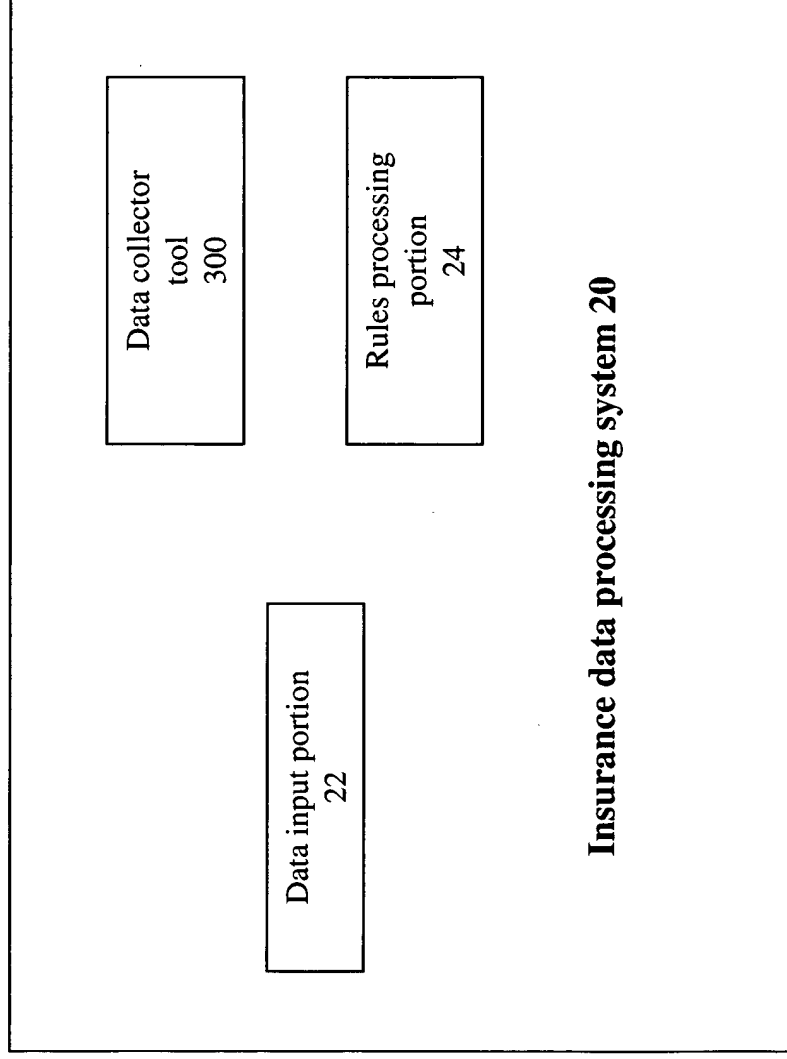 Data collector
tool
300
Data input portion
22
Rules processing
portion
24
Insurance data processing system 20